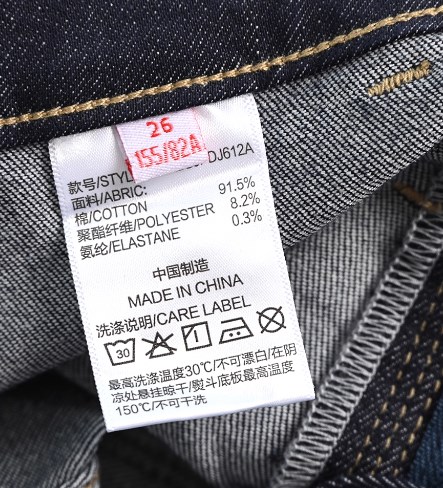 26
155/82A
款号/STYL DJ612A
面料/FABRIC:
棉/COTTON 91.5%
聚酯纤维/POLYESTER 8.2%
氨纶/ELASTANE 0.3%
中国制造
MADE IN CHINA
洗涤说明/CARE LABEL
30
最高洗涤温度30℃/不可漂白/在阴
凉处悬挂晾干/熨斗底板最高温度
150℃/不可干洗